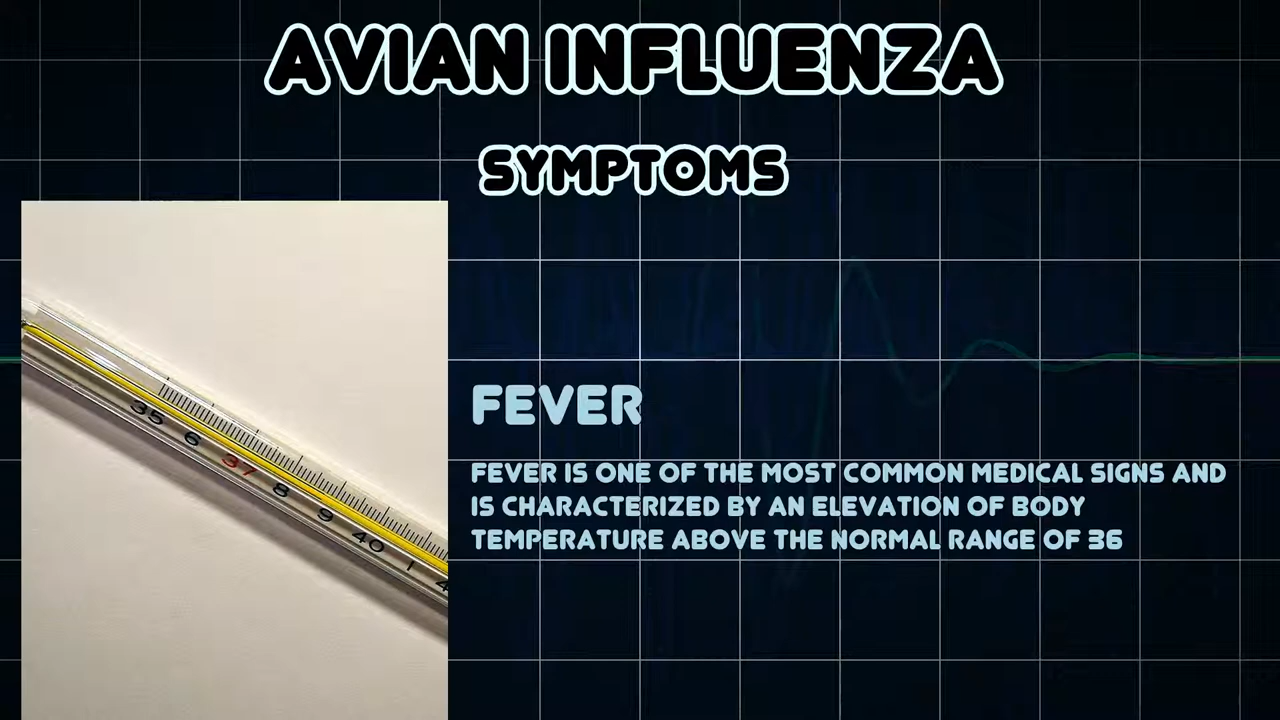 AVIAN INFLUENZA
SYMPTOMS
35 6 37 8 9 40 1
FEVER
FEVER IS ONE OF THE MOST COMMON MEDICAL SIGNS AND
IS CHARACTERIZED BY AN ELEVATION OF BODY
TEMPERATURE ABOVE THE NORMAL RANGE OF 36